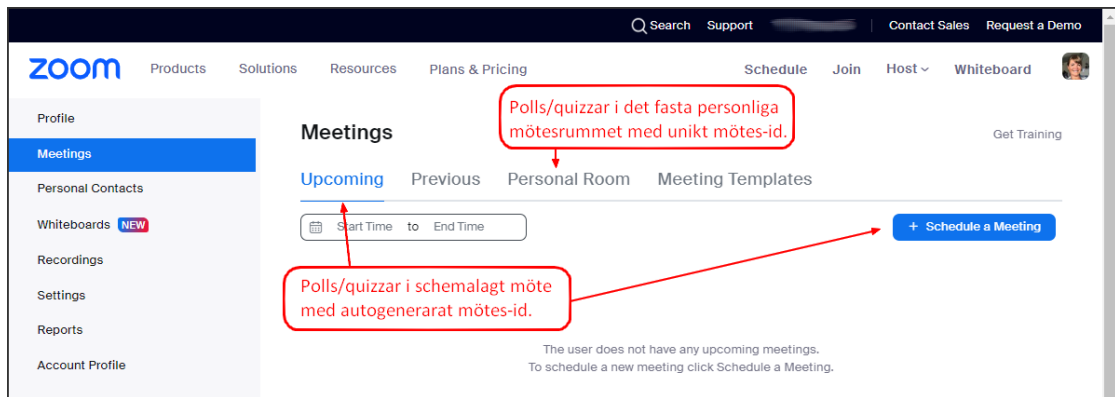 Search Support Contact Sales Request a Demo
zoom Products Solutions Resources Plans & Pricing Schedule Join Host Whiteboard
Profile
Meetings
Personal Contacts
Whiteboards NEW
Recordings
Settings
Reports
Account Profile
Polls/quizzar i det fasta personliga
mötesrummet med unikt mötes-id.
Meetings
Get Training
Upcoming Previous Personal Room Meeting Templates
Start Time to End Time
+ Schedule a Meeting
Polls/quizzar i schemalagt möte
med autogenerarat mötes-id.
The user does not have any upcoming meetings.
To schedule a new meeting click Schedule a Meeting.